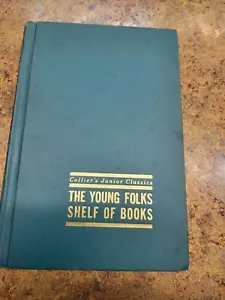 Collier's Junior Classics
THE YOUNG FOLKS
SHELF OF BOOKS